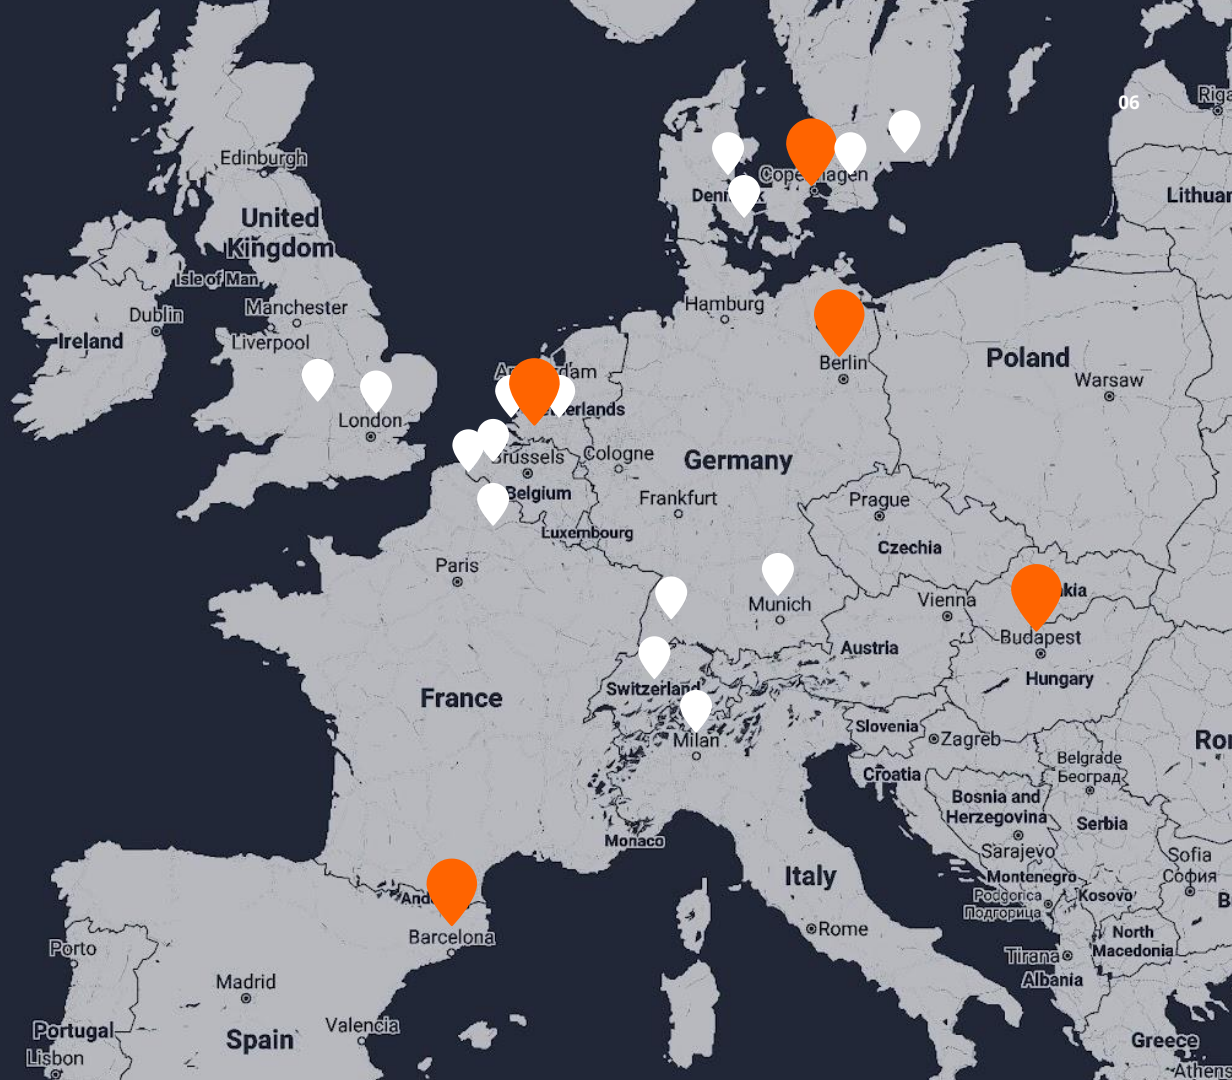 06
Riga
Edinburgh
Copenhagen
Denmark
Lithuan
United
Kingdom
Isle of Man
Hamburg
Manchester
Dublin
Liverpool
Ireland
Poland
Berlin
Amsterdam
Warsaw
Netherlands
London
Brussels
Cologne
Germany
Belgium
Frankfurt
Prague
Luxembourg
Czechia
Paris
Munich
Vienna
kia
Budapest
Austria
Hungary
Switzerland
France
Slovenia
Milan
Zagreb
Ror
Belgrade
Београд
Croatia
Bosnia and
Herzegovina
Serbia
Monaco
Sarajevo
Sofia
София
Italy
Montenegro
Podgorica
Подгорица
Kosovo
And
B
Rome
Barcelona
North
Macedonia
Porto
Tirana
Albania
Madrid
Portugal
Spain
Valencia
Greece
Lisbon
Athens